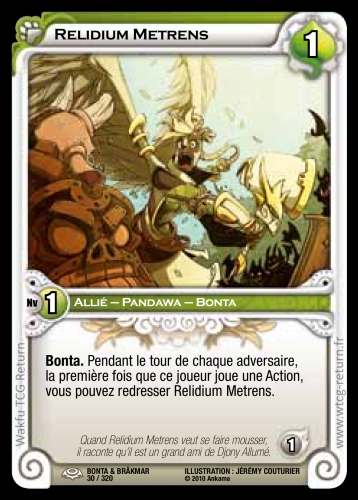 Relidium Metrens
1
Nv 1
Allié – Pandawa – Bonta
Bonta. Pendant le tour de chaque adversaire,
la première fois que ce joueur joue une Action,
vous pouvez redresser Relidium Metrens.
Quand Relidium Metrens veut se faire mousser,
il raconte qu'il est un grand ami de Djony Allumé.
1
BONTA & BRÂKMAR
30 / 320
ILLUSTRATION : JÉRÉMY COUTURIER
© 2010 Ankama
Wakfu TCG Return
www.wtcg-return.fr